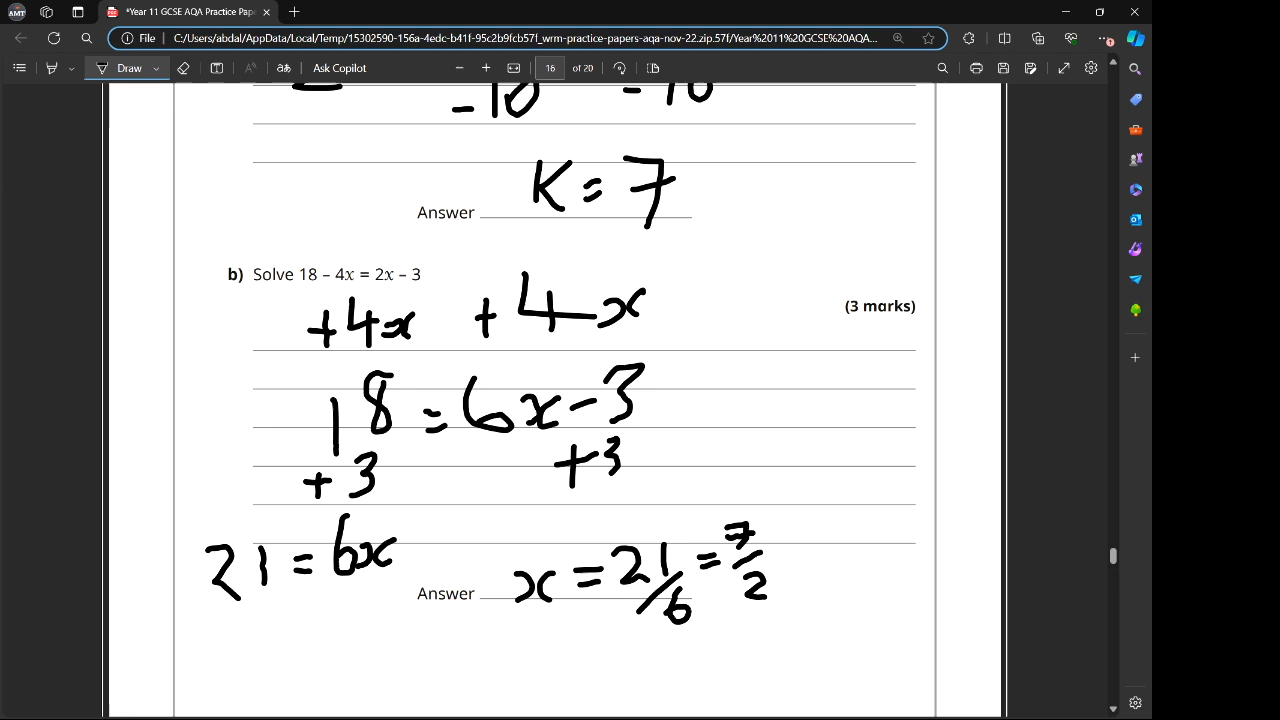 AMT
*Year 11 GCSE AQA Practice Pape
File C:/Users/abdal/AppData/Local/Temp/15302590-156a-4edc-b41f-95c2b9fcb57f_wrm-practice-papers-aqa-nov-22.zip.57f/Year%2011%20GCSE%20AQA...
Draw Ask Copilot 16 of 20
-10 -10
K = 7
Answer
b) Solve 18 – 4x = 2x – 3
(3 marks)
+4x +4x
18 = 6x - 3
+3 +3
21 = 6x
Answer x = 21/6 = 7/2